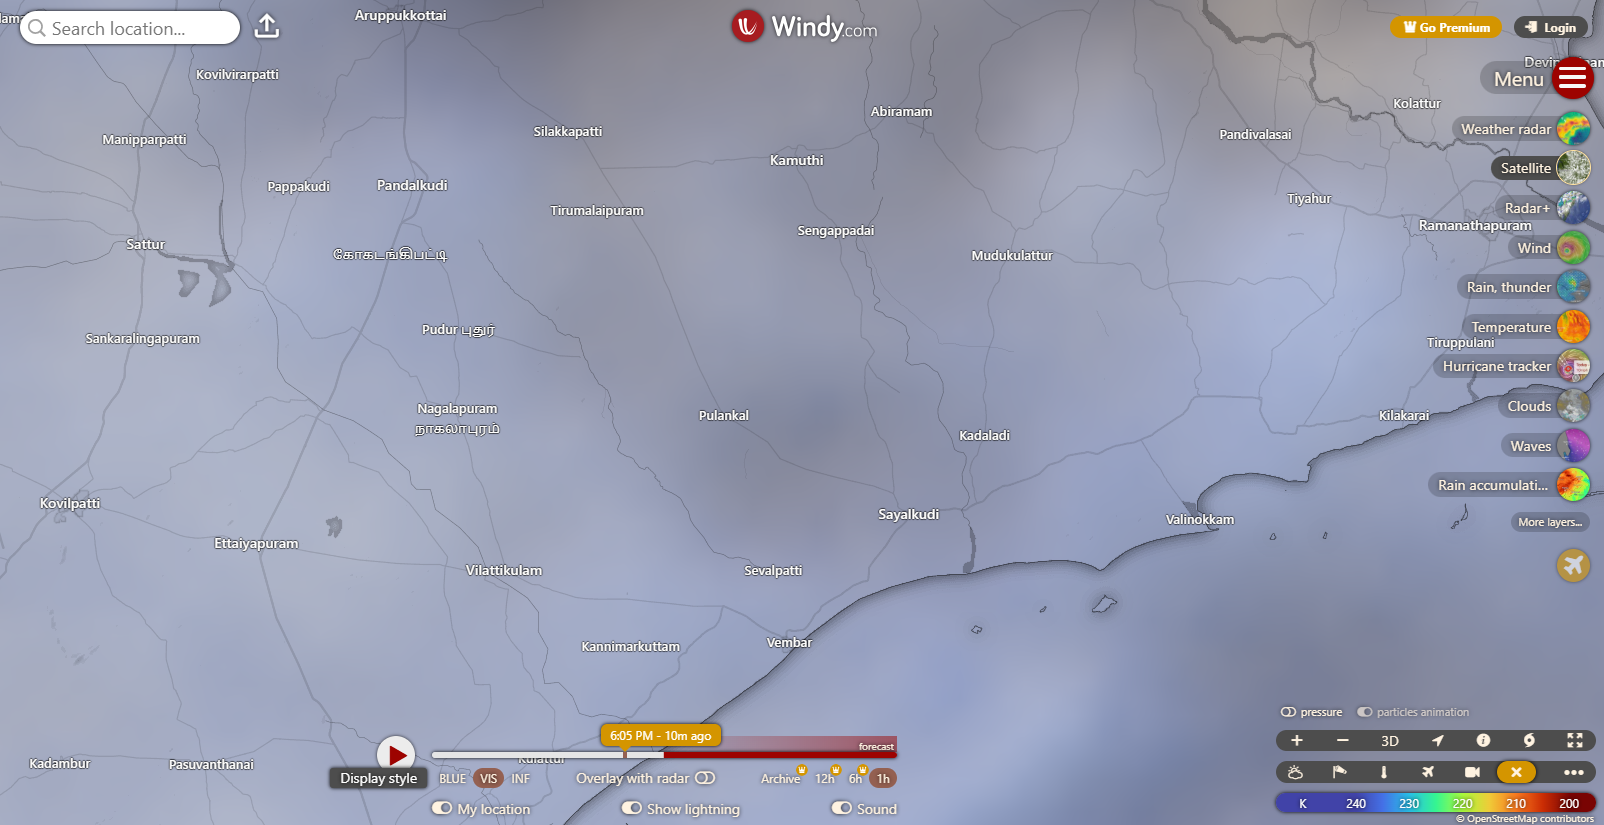 Aruppukkottai
Search location...
Windy.com
Go Premium
Login
Kovilvirarpatti
Menu
Kolattur
Abiramam
Weather radar
Silakkapatti
Pandivalasai
Manipparpatti
Kamuthi
Satellite
Pappakudi
Pandalkudi
Tiyahur
Radar+
Tirumalaipuram
Ramanathapuram
Sengappadai
Sattur
Wind
கோகடங்கிபட்டி
Mudukulattur
Rain, thunder
Pudur புதுர்
Temperature
Sankaralingapuram
Tiruppulani
Hurricane tracker
Nagalapuram
நாகலாபுரம்
Clouds
Pulankal
Kilakarai
Kadaladi
Waves
Rain accumulati...
Kovilpatti
Sayalkudi
Valinokkam
More layers...
Ettaiyapuram
Vilattikulam
Sevalpatti
Vembar
Kannimarkuttam
pressure
particles animation
6:05 PM - 10m ago
forecast
3D
Kulattur
Kadambur
Pasuvanthanai
Display style
BLUE VIS INF
Overlay with radar
Archive 12h 6h 1h
My location
Show lightning
Sound
K 240 230 220 210 200
© OpenStreetMap contributors